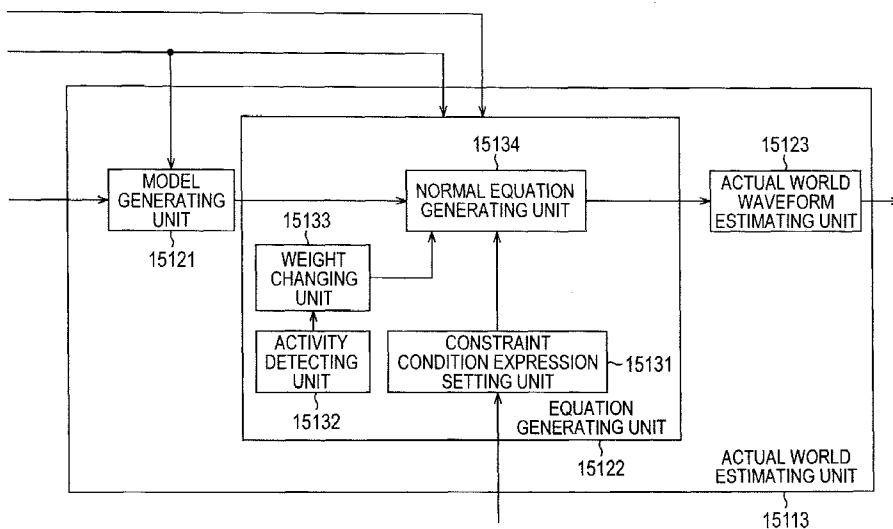 15134
15123
MODEL
GENERATING
UNIT
NORMAL EQUATION
GENERATING UNIT
ACTUAL WORLD
WAVEFORM
ESTIMATING UNIT
15133
15121
WEIGHT
CHANGING
UNIT
ACTIVITY
DETECTING
UNIT
CONSTRAINT
CONDITION EXPRESSION
SETTING UNIT
15131
15132
EQUATION
GENERATING UNIT
15122
ACTUAL WORLD
ESTIMATING UNIT
15113